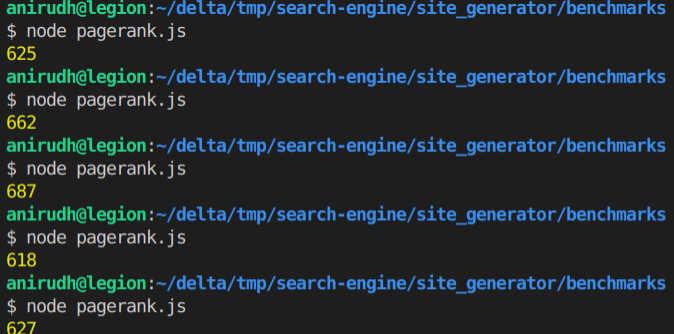 anirudh@legion:~/delta/tmp/search-engine/site_generator/benchmarks
$ node pagerank.js
625
anirudh@legion:~/delta/tmp/search-engine/site_generator/benchmarks
$ node pagerank.js
662
anirudh@legion:~/delta/tmp/search-engine/site_generator/benchmarks
$ node pagerank.js
687
anirudh@legion:~/delta/tmp/search-engine/site_generator/benchmarks
$ node pagerank.js
618
anirudh@legion:~/delta/tmp/search-engine/site_generator/benchmarks
$ node pagerank.js
627